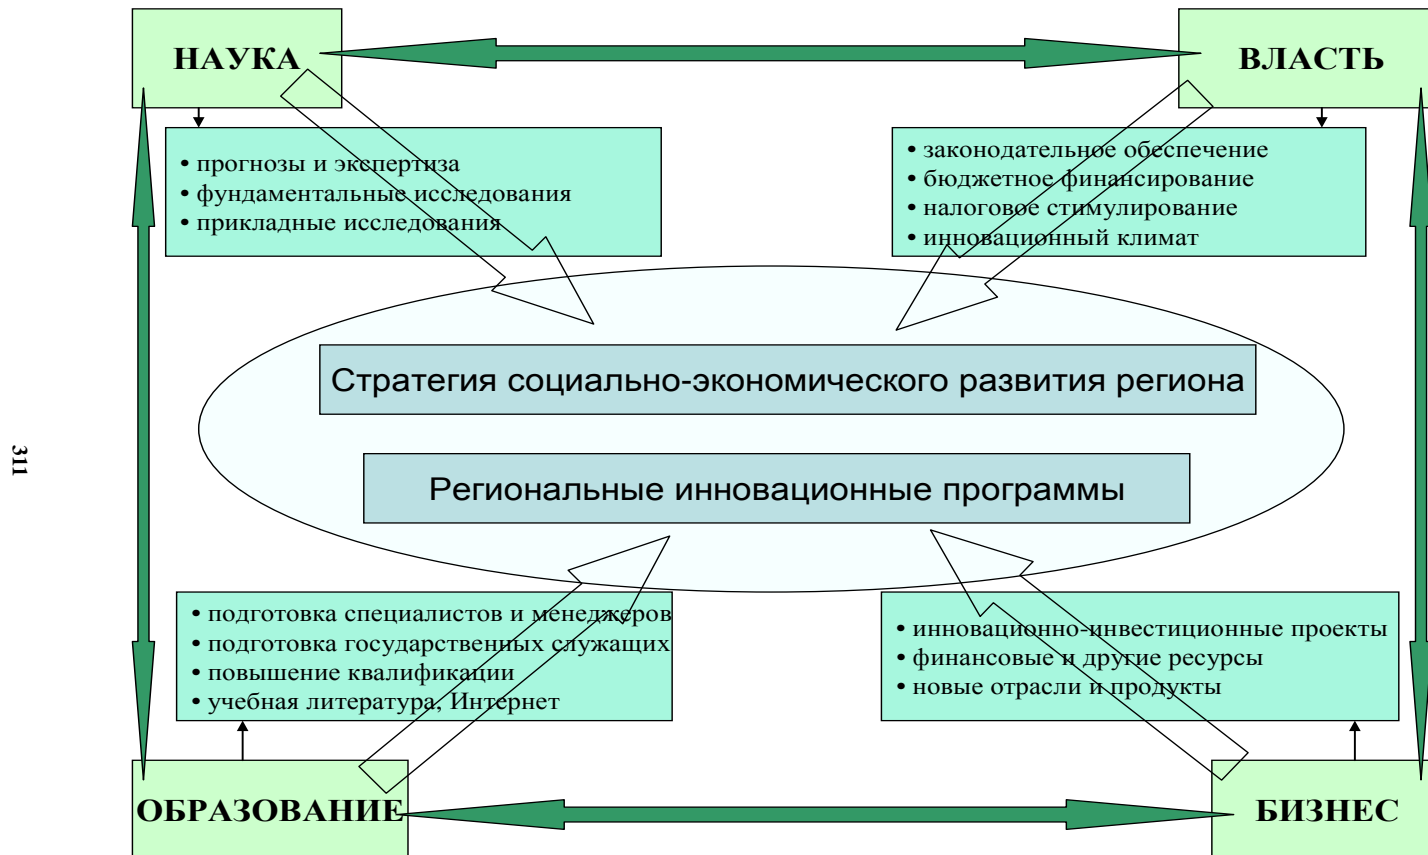 НАУКА
ВЛАСТЬ
• прогнозы и экспертиза
• фундаментальные исследования
• прикладные исследования
• законодательное обеспечение
• бюджетное финансирование
• налоговое стимулирование
• инновационный климат
Стратегия социально-экономического развития региона
Региональные инновационные программы
311
• подготовка специалистов и менеджеров
• подготовка государственных служащих
• повышение квалификации
• учебная литература, Интернет
• инновационно-инвестиционные проекты
• финансовые и другие ресурсы
• новые отрасли и продукты
ОБРАЗОВАНИЕ
БИЗНЕС